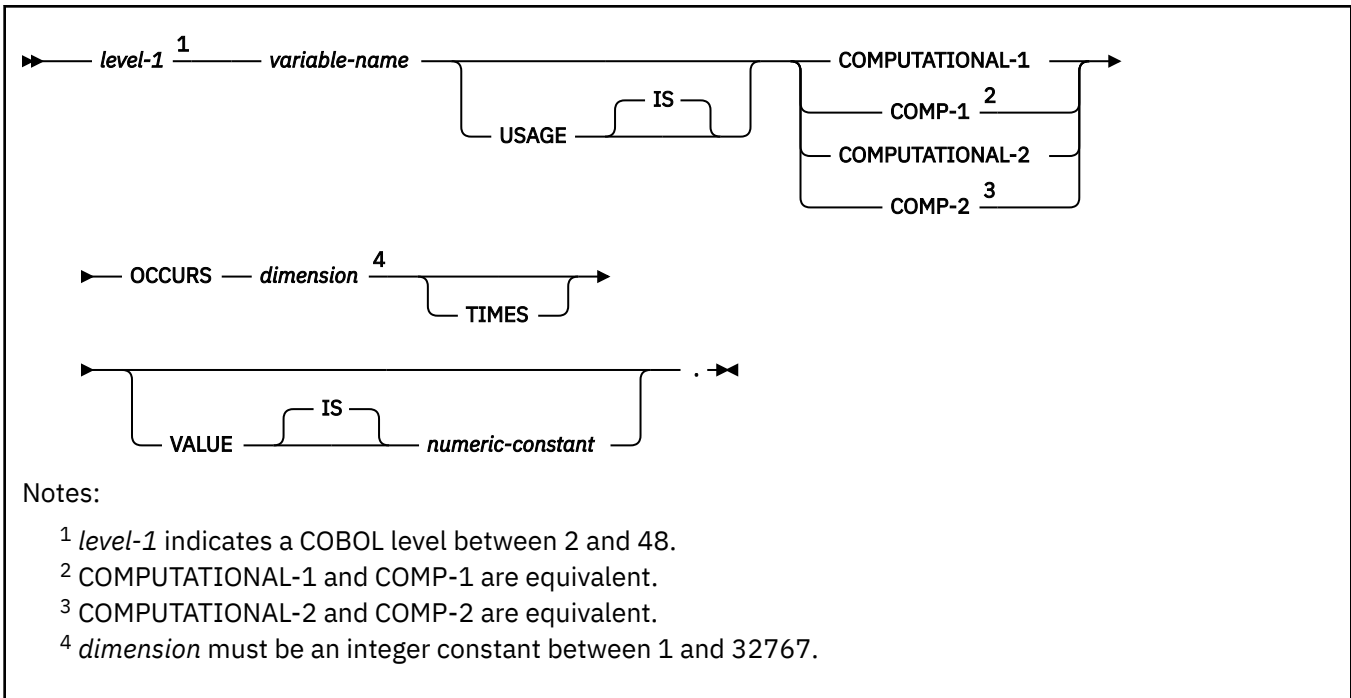 level-1 1 variable-name COMPUTATIONAL-1
USAGE IS COMP-1 2
COMPUTATIONAL-2
COMP-2 3
OCCURS dimension 4
TIMES
.
VALUE IS numeric-constant
Notes:
1 level-1 indicates a COBOL level between 2 and 48.
2 COMPUTATIONAL-1 and COMP-1 are equivalent.
3 COMPUTATIONAL-2 and COMP-2 are equivalent.
4 dimension must be an integer constant between 1 and 32767.